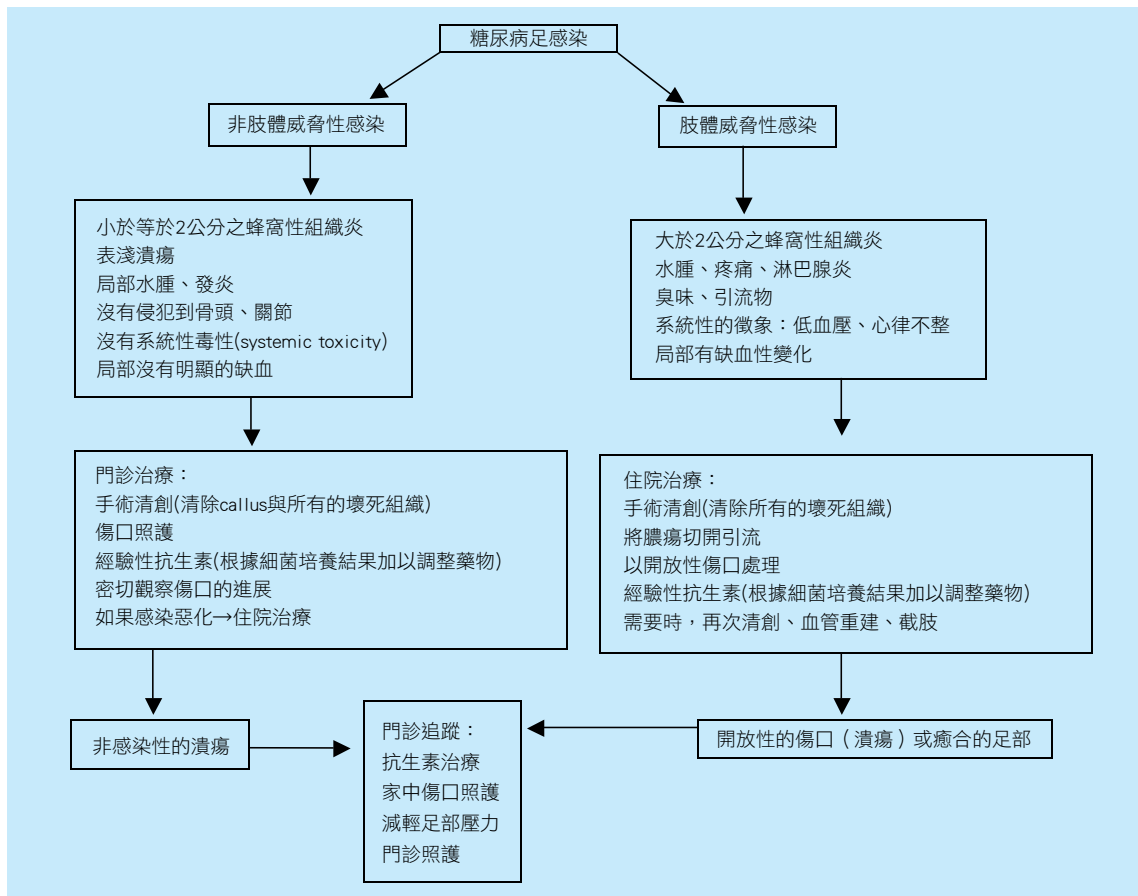 糖尿病足感染
非肢體威脅性感染
肢體威脅性感染
小於等於2公分之蜂窩性組織炎
表淺潰瘍
局部水腫、發炎
沒有侵犯到骨頭、關節
沒有系統性毒性(systemic toxicity)
局部沒有明顯的缺血
大於2公分之蜂窩性組織炎
水腫、疼痛、淋巴腺炎
臭味、引流物
系統性的徵象：低血壓、心律不整
局部有缺血性變化
門診治療：
手術清創(清除callus與所有的壞死組織)
傷口照護
經驗性抗生素(根據細菌培養結果加以調整藥物)
密切觀察傷口的進展
如果感染惡化→住院治療
住院治療：
手術清創(清除所有的壞死組織)
將膿瘍切開引流
以開放性傷口處理
經驗性抗生素(根據細菌培養結果加以調整藥物)
需要時，再次清創、血管重建、截肢
非感染性的潰瘍
門診追蹤：
抗生素治療
家中傷口照護
減輕足部壓力
門診照護
開放性的傷口（潰瘍）或癒合的足部